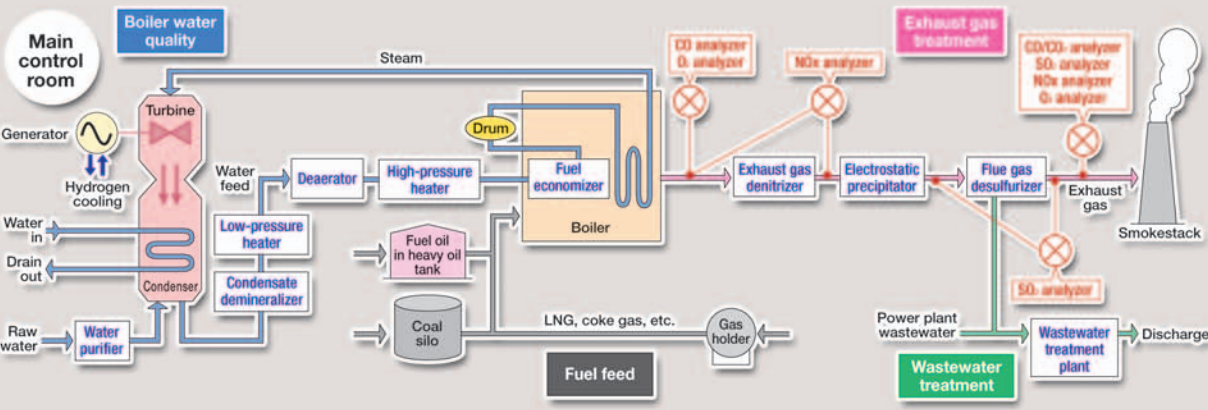 Main
control
room
Boiler water
quality
Exhaust gas
treatment
CO analyzer
O₂ analyzer
NOx analyzer
CO/CO₂ analyzer
SO₂ analyzer
NOx analyzer
O₂ analyzer
Steam
Turbine
Generator
Hydrogen
cooling
Drum
Water
feed
Deaerator
High-pressure
heater
Fuel
economizer
Boiler
Exhaust gas
denitrizer
Electrostatic
precipitator
Flue gas
desulfurizer
Exhaust
gas
Smokestack
Water
in
Drain
out
Low-pressure
heater
Fuel oil
in heavy oil
tank
Condenser
Condensate
demineralizer
SO₂ analyzer
Raw
water
Water
purifier
Coal
silo
LNG, coke gas, etc.
Gas
holder
Power plant
wastewater
Wastewater
treatment
plant
Discharge
Fuel feed
Wastewater
treatment